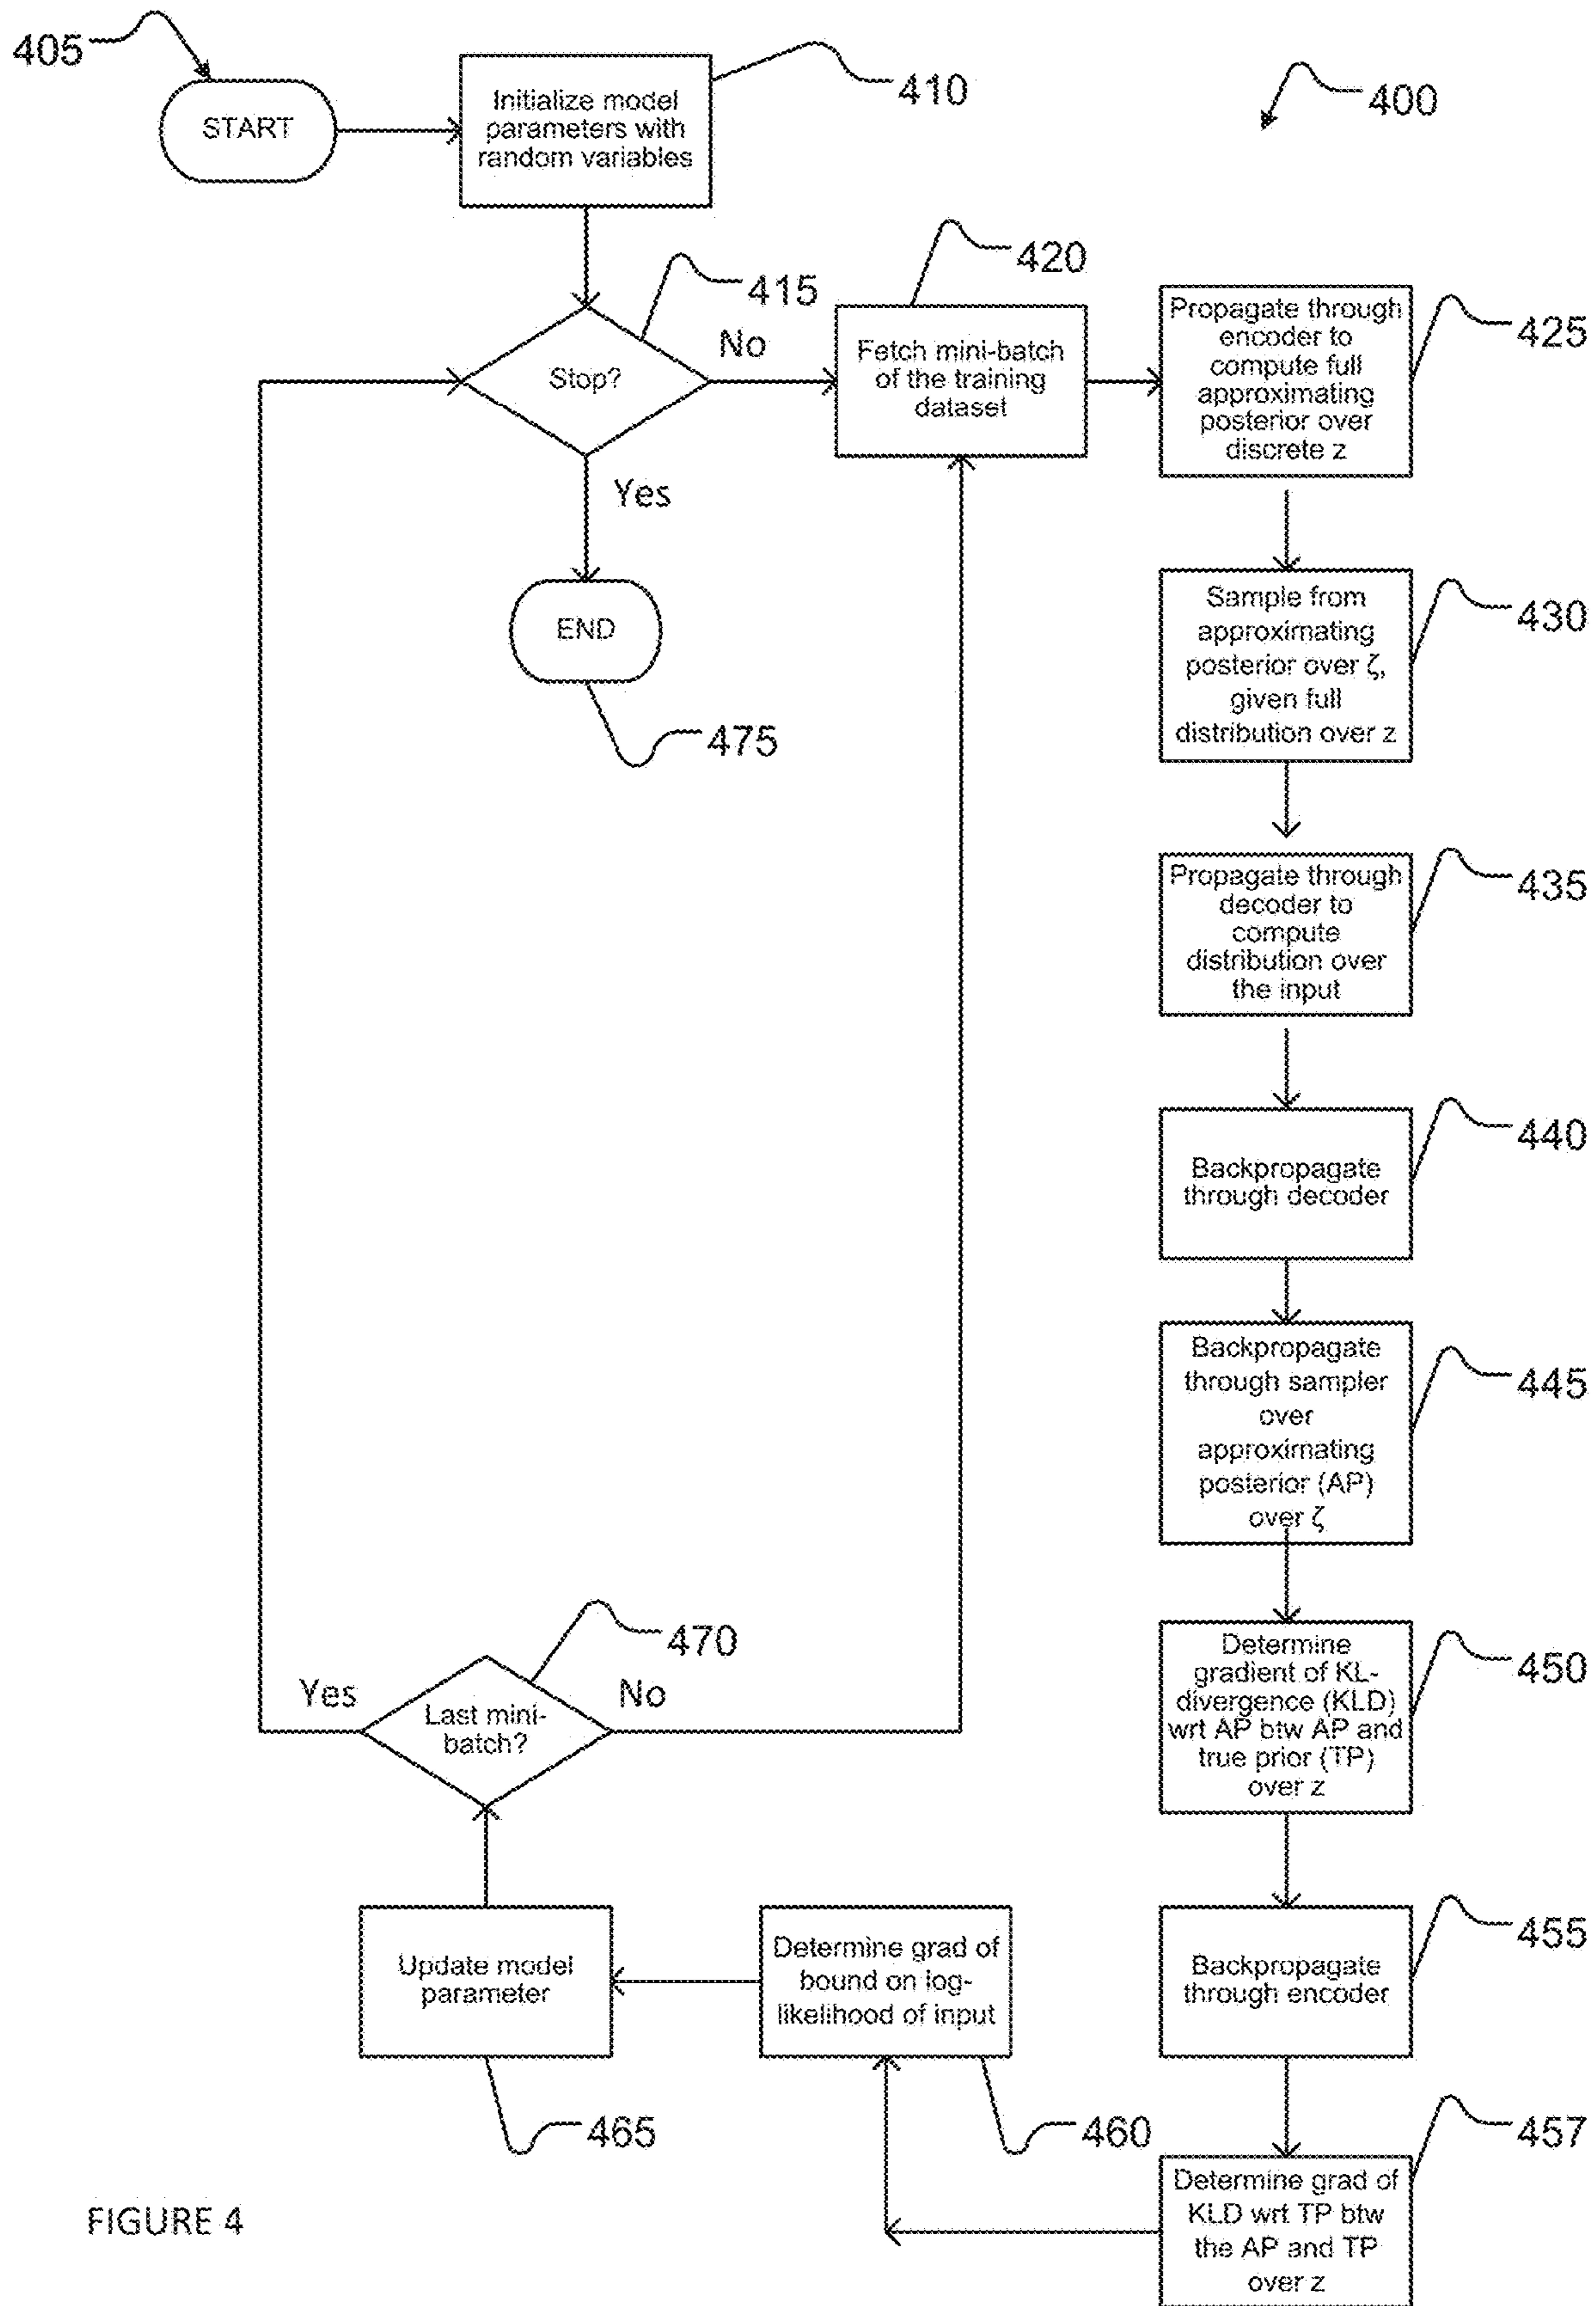 405
START
Initialize model
parameters with
random variables
410
400
415
Stop?
No
Yes
420
Fetch mini-batch
of the training
dataset
Propagate through
encoder to
compute full
approximating
posterior over
discrete z
425
END
475
Sample from
approximating
posterior over ζ,
given full
distribution over z
430
Propagate through
decoder to
compute
distribution over
the input
435
Backpropagate
through decoder
440
Backpropagate
through sampler
over
approximating
posterior (AP)
over ζ
445
Determine
gradient of KL-
divergence (KLD)
wrt AP btw AP and
true prior (TP)
over z
450
Backpropagate
through encoder
455
Determine grad of
KLD wrt TP btw
the AP and TP
over z
457
Determine grad of
bound on log-
likelihood of input
460
Update model
parameter
465
Last mini-
batch?
470
Yes
No
FIGURE 4